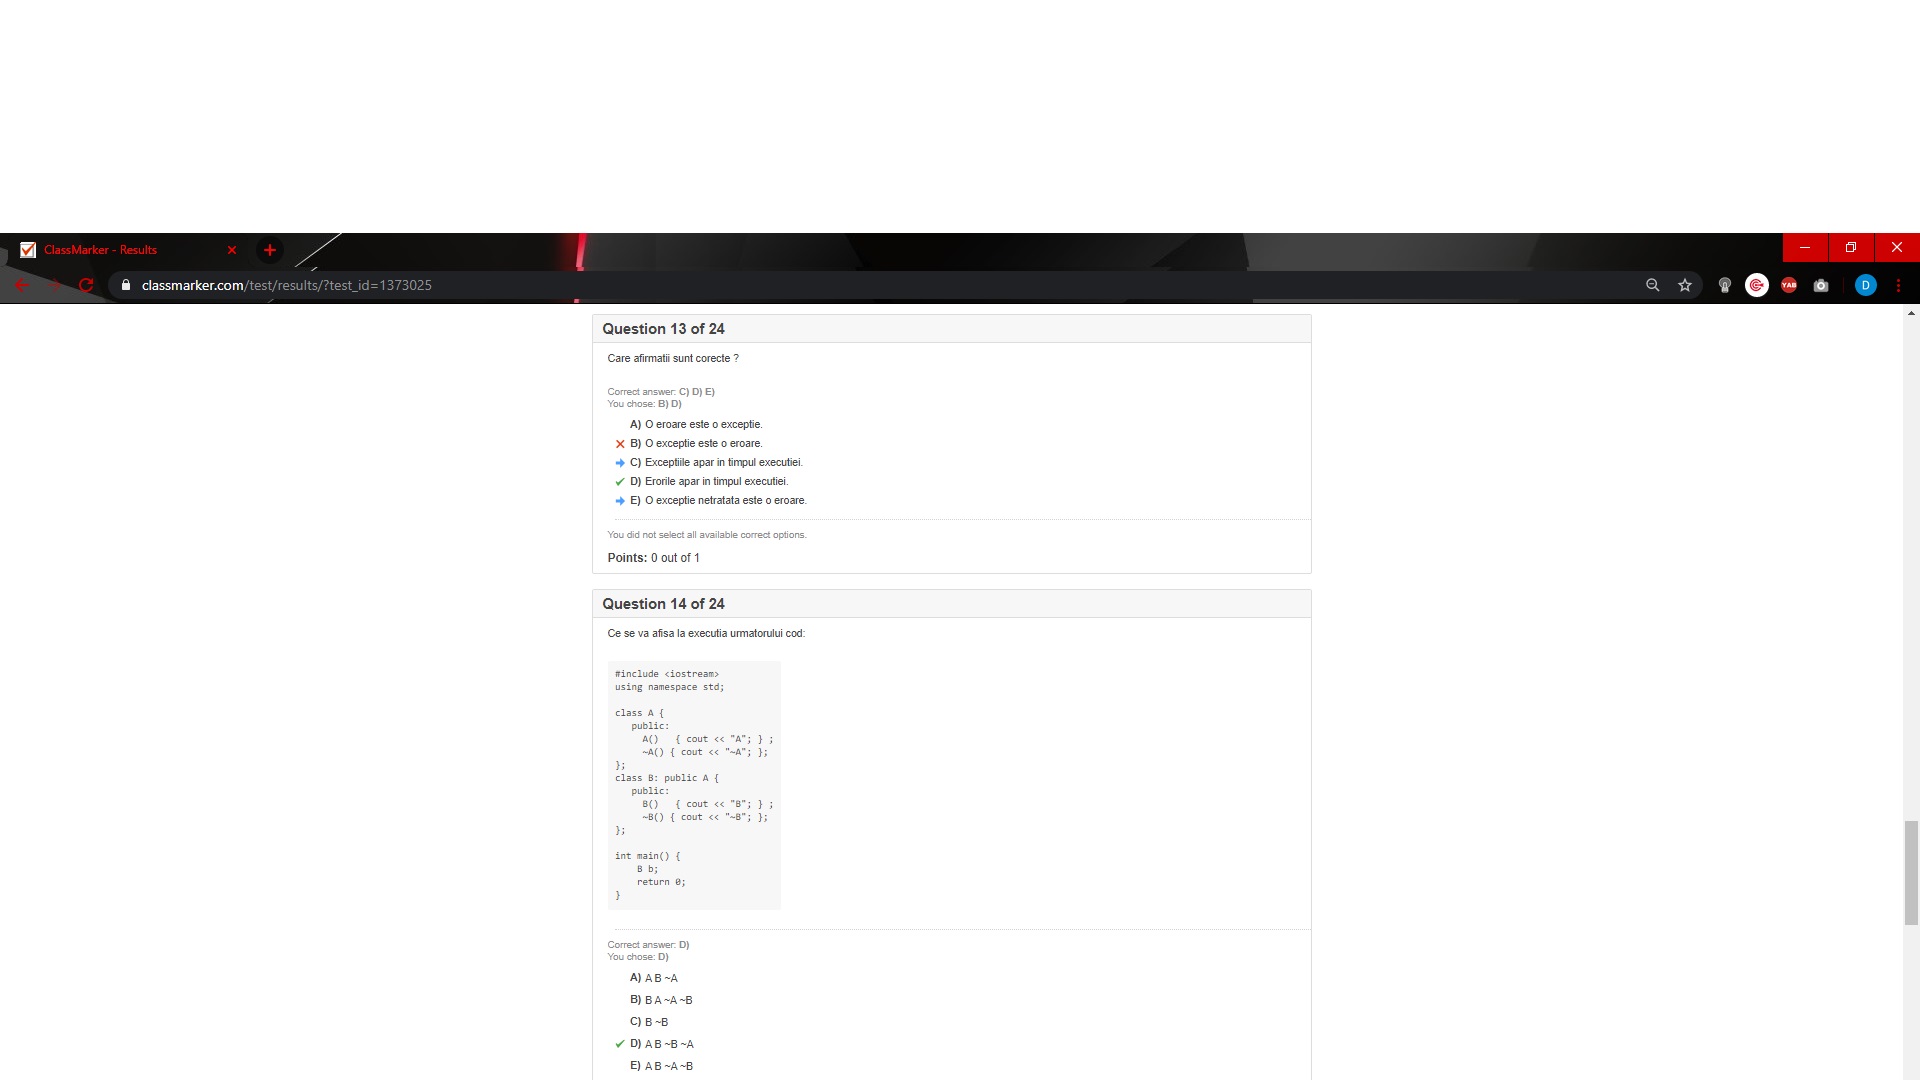 ClassMarker - Results
classmarker.com/test/results/?test_id=1373025
YAB
D
Question 13 of 24
Care afirmatii sunt corecte ?
Correct answer: C) D) E)
You chose: B) D)
A) O eroare este o exceptie.
B) O exceptie este o eroare.
C) Exceptiile apar in timpul executiei.
D) Erorile apar in timpul executiei.
E) O exceptie netratata este o eroare.
You did not select all available correct options.
Points: 0 out of 1
Question 14 of 24
Ce se va afisa la executia urmatorului cod:
#include <iostream>
using namespace std;
class A {
public:
A()   { cout << "A"; } ;
~A() { cout << "~A"; };
};
class B: public A {
public:
B()   { cout << "B"; } ;
~B() { cout << "~B"; };
};
int main() {
B b;
return 0;
}
Correct answer: D)
You chose: D)
A) A B ~A
B) B A ~A ~B
C) B ~B
D) A B ~B ~A
E) A B ~A ~B